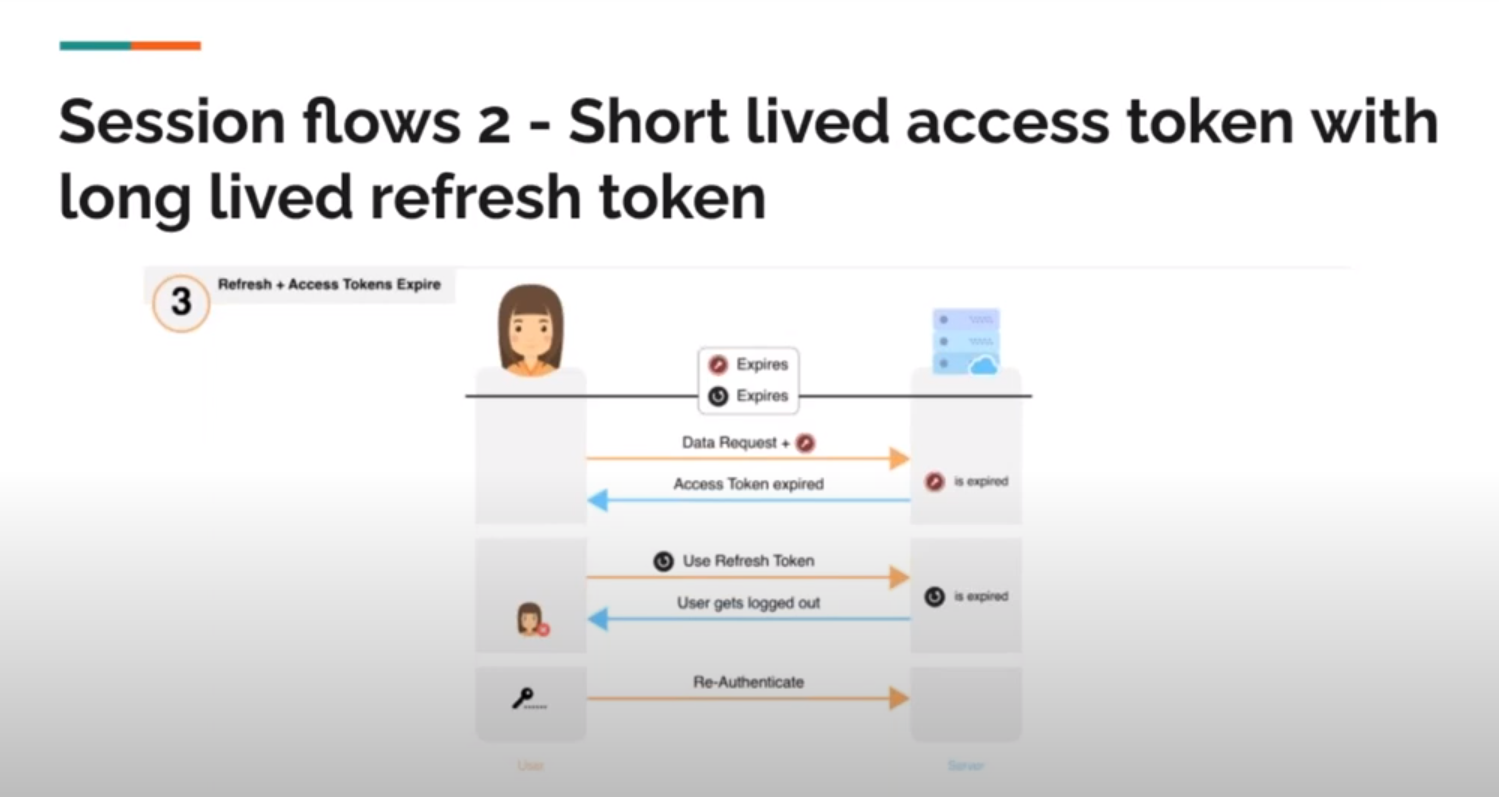 Session flows 2 - Short lived access token with
long lived refresh token
3
Refresh + Access Tokens Expire
Expires
Expires
Data Request +
Access Token expired
is expired
Use Refresh Token
User gets logged out
is expired
Re-Authenticate
User
Server